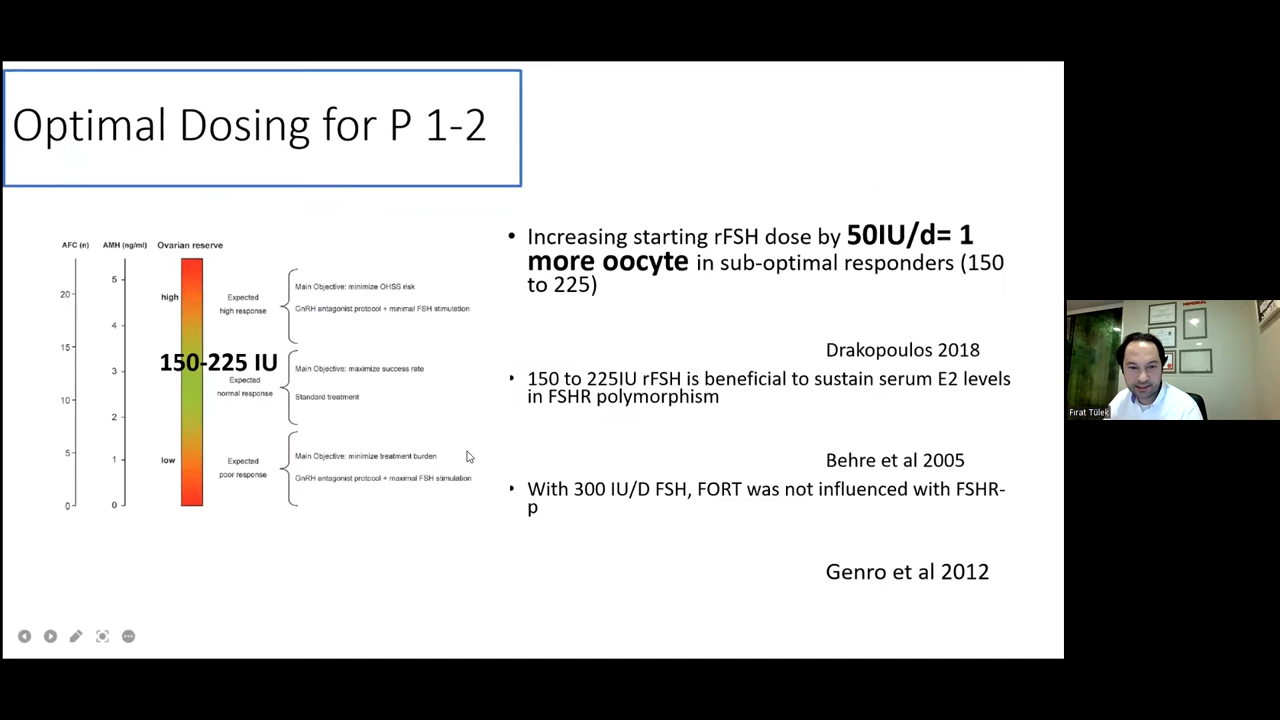 Optimal Dosing for P 1-2
AFC (n) AMH (ng/ml) Ovarian reserve
20
15
10
5
0
5
4
3
2
1
0
high
low
150-225 IU
Expected
high response
Main Objective: minimize OHSS risk
GnRH antagonist protocol + minimal FSH stimulation
Expected
normal response
Main Objective: maximize success rate
Standard treatment
Expected
poor response
Main Objective: minimize treatment burden
GnRH antagonist protocol + maximal FSH stimulation
• Increasing starting rFSH dose by 50IU/d= 1
more oocyte in sub-optimal responders (150
to 225)
Drakopoulos 2018
• 150 to 225IU rFSH is beneficial to sustain serum E2 levels
in FSHR polymorphism
Behre et al 2005
• With 300 IU/D FSH, FORT was not influenced with FSHR-
p
Genro et al 2012
Fırat Tülek